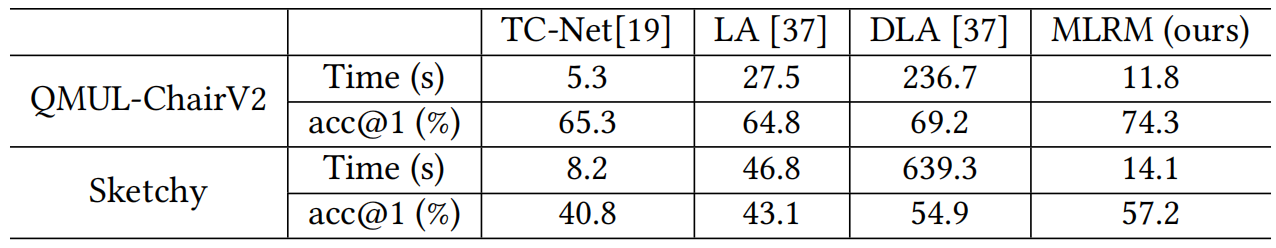 TC-Net[19] LA [37] DLA [37] MLRM (ours)
QMUL-ChairV2 Time (s) 5.3 27.5 236.7 11.8
acc@1 (%) 65.3 64.8 69.2 74.3
Sketchy Time (s) 8.2 46.8 639.3 14.1
acc@1 (%) 40.8 43.1 54.9 57.2